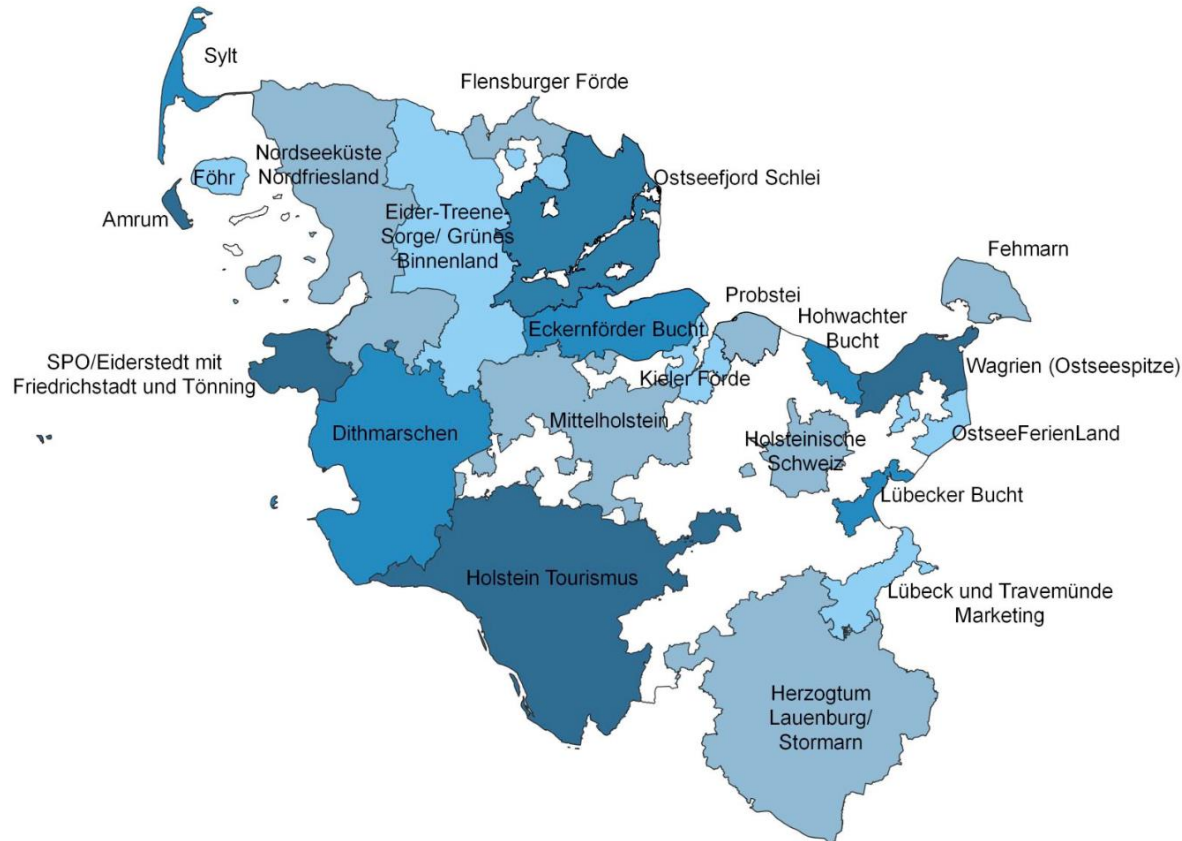 Sylt
Flensburger Förde
Nordseeküste
Nordfriesland
Föhr
Ostseefjord Schlei
Amrum
Eider-Treene-
Sorge/ Grünes
Binnenland
Fehmarn
Probstei
Hohwachter
Bucht
Eckernförder Bucht
SPO/Eiderstedt mit
Friedrichstadt und Tönning
Wagrien (Ostseespitze)
Kieler Förde
Mittelholstein
Dithmarschen
Holsteinische
Schweiz
OstseeFerienLand
Lübecker Bucht
Holstein Tourismus
Lübeck und Travemünde
Marketing
Herzogtum
Lauenburg/
Stormarn